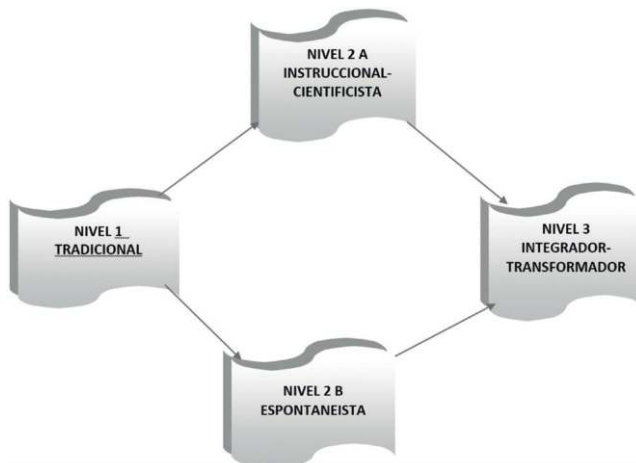 NIVEL 2 A
INSTRUCCIONAL-
CIENTIFICISTA
NIVEL 1
TRADICIONAL
NIVEL 3
INTEGRADOR-
TRANSFORMADOR
NIVEL 2 B
ESPONTANEISTA